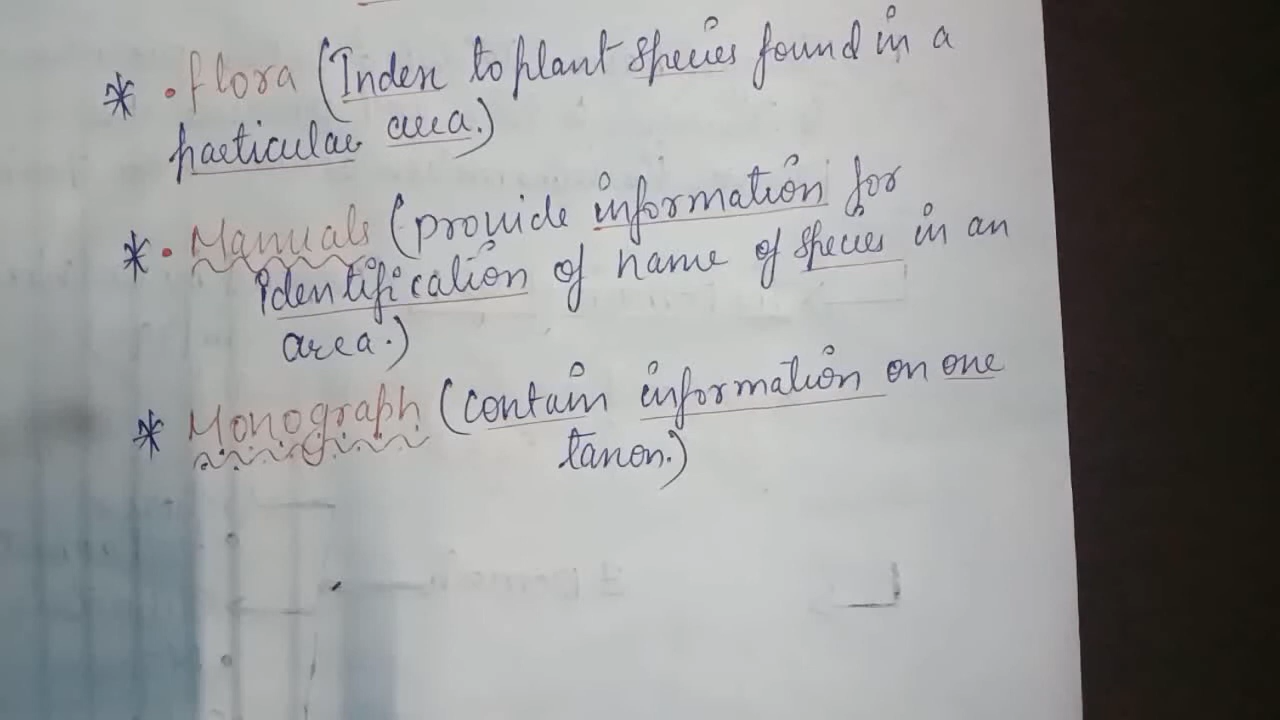 * • flora (Index to plant species found in a
particular area.)
* • Manuals (provide information for
identification of name of species in an
area.)
* Monograph (contain information on one
taxon.)